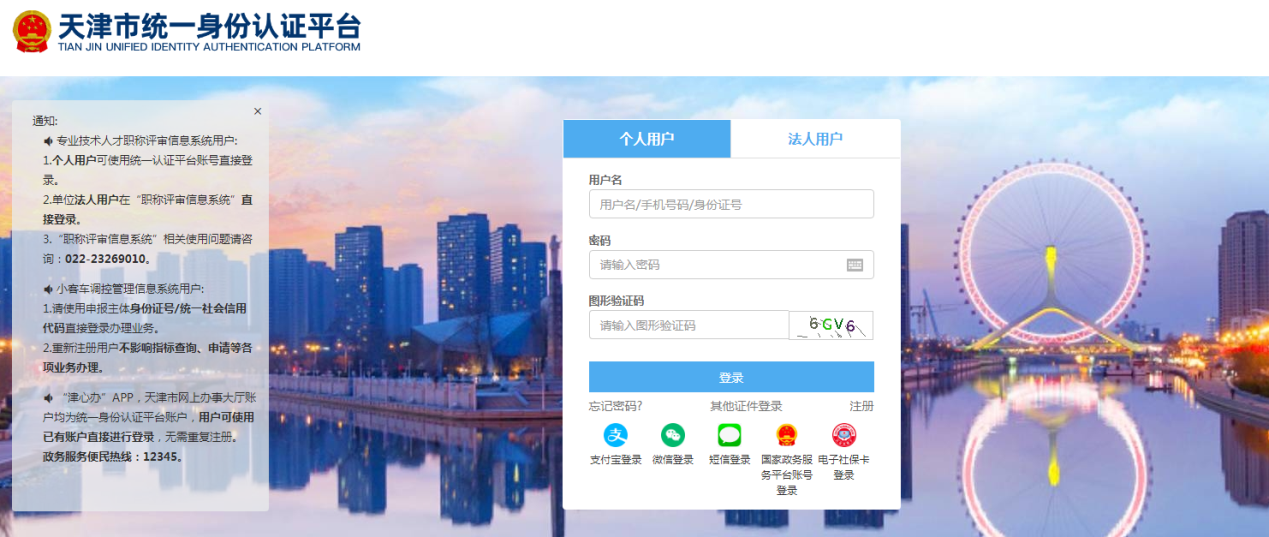 天津市统一身份认证平台
TIAN JIN UNIFIED IDENTITY AUTHENTICATION PLATFORM
×
通知:
专业技术人才职称评审信息系统用户:
1.个人用户可使用统一认证平台账号直接登
录。
2.单位法人用户在“职称评审信息系统”直
接登录。
3.“职称评审信息系统”相关使用问题请咨
询：022-23269010。
小客车调控管理信息系统用户:
1.请使用申报主体身份证号/统一社会信用
代码直接登录办理业务。
2.重新注册用户不影响指标查询、申请等各
项业务办理。
“津心办”APP，天津市网上办事大厅账
户均为统一身份认证平台账户，用户可使用
已有账户直接进行登录，无需重复注册。
政务服务便民热线：12345。
个人用户 法人用户
用户名
用户名/手机号码/身份证号
密码
请输入密码
图形验证码
请输入图形验证码 6GV6
登录
忘记密码? 其他证件登录 注册
支付宝登录 微信登录 短信登录 国家政务服 电子社保卡
务平台账号 登录
登录